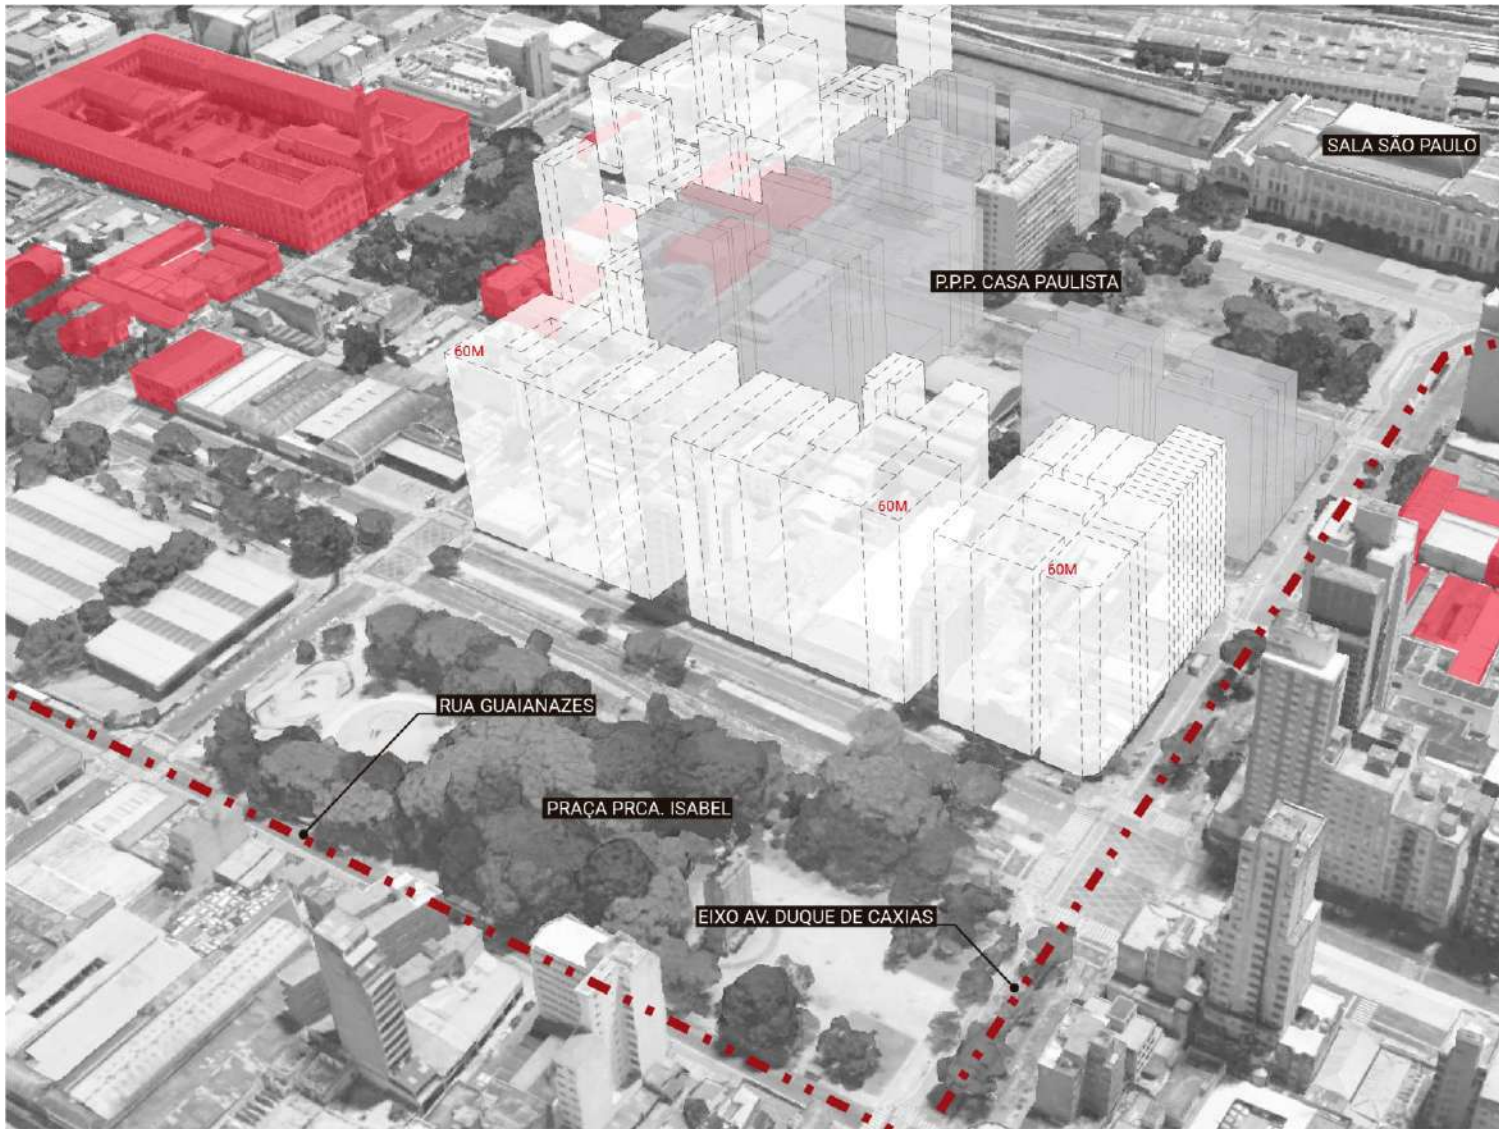 SALA SÃO PAULO
P.P.P. CASA PAULISTA
60M
60M
60M
RUA GUAIANAZES
PRAÇA PRCA. ISABEL
EIXO AV. DUQUE DE CAXIAS